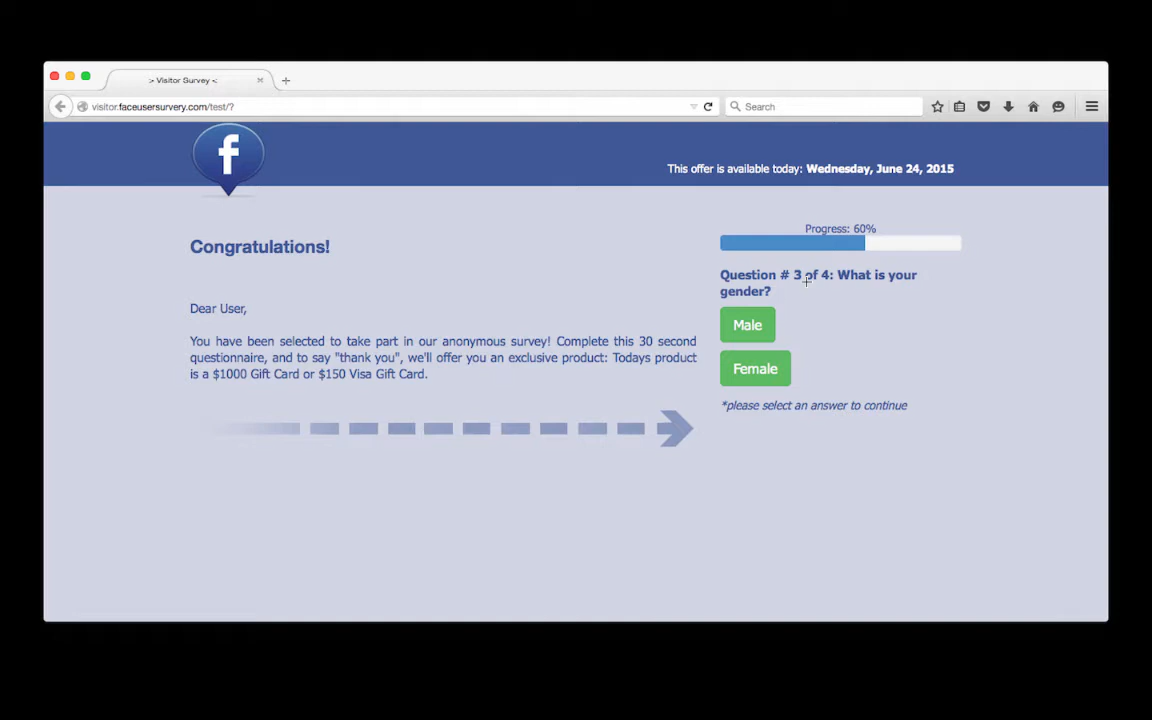 > Visitor Survey <
visitor.faceusersurvery.com/test/?
Search
f
This offer is available today: Wednesday, June 24, 2015
Progress: 60%
Congratulations!
Question # 3 of 4: What is your
gender?
Dear User,
Male
You have been selected to take part in our anonymous survey! Complete this 30 second
questionnaire, and to say "thank you", we'll offer you an exclusive product: Todays product
is a $1000 Gift Card or $150 Visa Gift Card.
Female
*please select an answer to continue